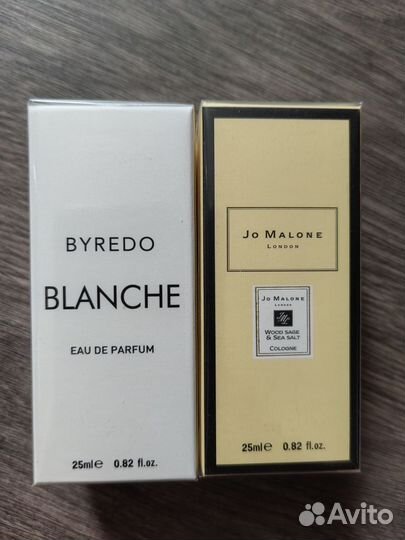 BYREDO
BLANCHE
EAU DE PARFUM
25ml℮ 0.82 fl.oz.
JO MALONE
LONDON
JO MALONE
LONDON
WOOD SAGE
& SEA SALT
COLOGNE
25ml℮ 0.82 fl.oz.
Avito